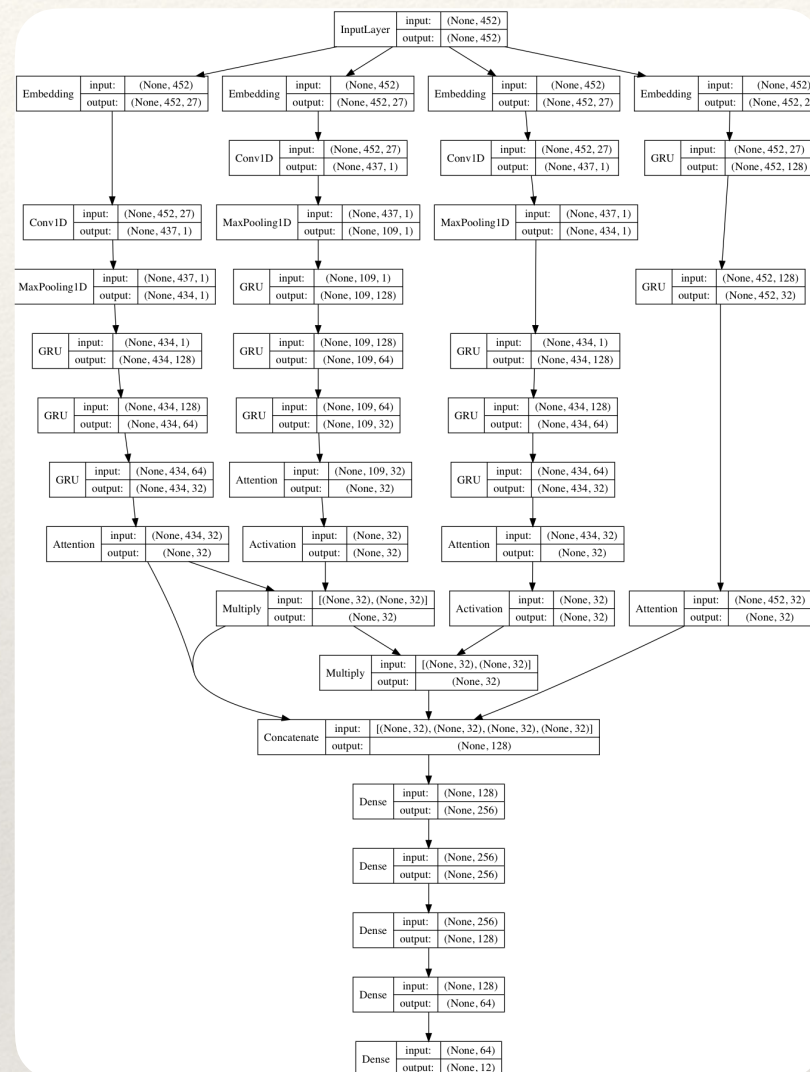 InputLayer input: (None, 452)
output: (None, 452)
Embedding input: (None, 452)
output: (None, 452, 27)
Embedding input: (None, 452)
output: (None, 452, 27)
Embedding input: (None, 452)
output: (None, 452, 27)
Embedding input: (None, 452)
output: (None, 452, 2
Conv1D input: (None, 452, 27)
output: (None, 437, 1)
Conv1D input: (None, 452, 27)
output: (None, 437, 1)
GRU input: (None, 452, 27)
output: (None, 452, 128)
Conv1D input: (None, 452, 27)
output: (None, 437, 1)
MaxPooling1D input: (None, 437, 1)
output: (None, 109, 1)
MaxPooling1D input: (None, 437, 1)
output: (None, 434, 1)
MaxPooling1D input: (None, 437, 1)
output: (None, 434, 1)
GRU input: (None, 109, 1)
output: (None, 109, 128)
GRU input: (None, 452, 128)
output: (None, 452, 32)
GRU input: (None, 434, 1)
output: (None, 434, 128)
GRU input: (None, 109, 128)
output: (None, 109, 64)
GRU input: (None, 434, 1)
output: (None, 434, 128)
GRU input: (None, 434, 128)
output: (None, 434, 64)
GRU input: (None, 109, 64)
output: (None, 109, 32)
GRU input: (None, 434, 128)
output: (None, 434, 64)
GRU input: (None, 434, 64)
output: (None, 434, 32)
Attention input: (None, 109, 32)
output: (None, 32)
GRU input: (None, 434, 64)
output: (None, 434, 32)
Attention input: (None, 434, 32)
output: (None, 32)
Activation input: (None, 32)
output: (None, 32)
Attention input: (None, 434, 32)
output: (None, 32)
Multiply input: [(None, 32), (None, 32)]
output: (None, 32)
Activation input: (None, 32)
output: (None, 32)
Attention input: (None, 452, 32)
output: (None, 32)
Multiply input: [(None, 32), (None, 32)]
output: (None, 32)
Concatenate input: [(None, 32), (None, 32), (None, 32), (None, 32)]
output: (None, 128)
Dense input: (None, 128)
output: (None, 256)
Dense input: (None, 256)
output: (None, 256)
Dense input: (None, 256)
output: (None, 128)
Dense input: (None, 128)
output: (None, 64)
Dense input: (None, 64)
output: (None, 12)